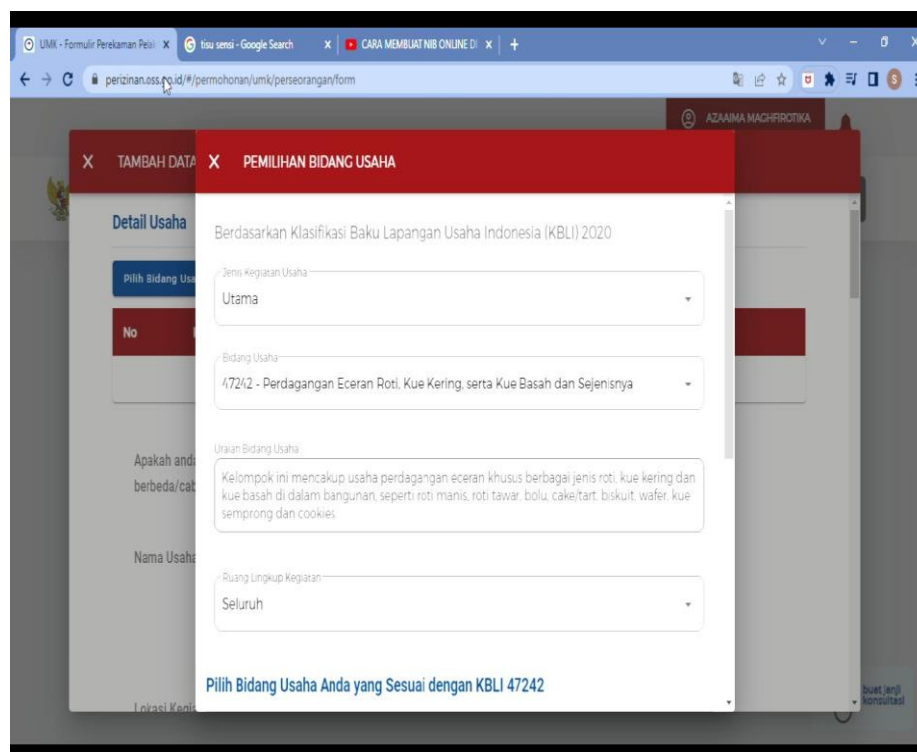 UMK - Formulir Perekaman Pelal
tisu sensi - Google Search
CARA MEMBUAT NIB ONLINE DI
perizinan.oss.go.id/#/permohonan/umk/perseorangan/form
AZAAIMA MAGHFIROTIKA
TAMBAH DATA
PEMILIHAN BIDANG USAHA
Detail Usaha
Berdasarkan Klasifikasi Baku Lapangan Usaha Indonesia (KBLI) 2020
Pilih Bidang Usa
Jenis Kegiatan Usaha
Utama
No
Bidang Usaha
47242 - Perdagangan Eceran Roti, Kue Kering, serta Kue Basah dan Sejenisnya
Uraian Bidang Usaha
Apakah anda
berbeda/cab
Kelompok ini mencakup usaha perdagangan eceran khusus berbagai jenis roti, kue kering dan
kue basah di dalam bangunan, seperti roti manis, roti tawar, bolu, cake/tart, biskuit, wafer, kue
semprong dan cookies.
Nama Usaha
Ruang Lingkup Kegiatan
Seluruh
Pilih Bidang Usaha Anda yang Sesuai dengan KBLI 47242
Lokasi Kegia
buat janji
konsultasi